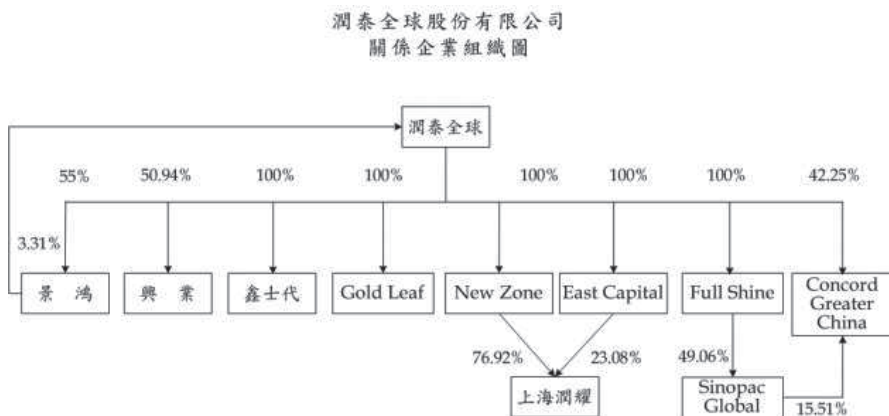 潤泰全球股份有限公司
關係企業組織圖
潤泰全球
55% 50.94% 100% 100% 100% 100% 100% 42.25%
3.31%
景 鴻 興 業 鑫士代 Gold Leaf New Zone East Capital Full Shine Concord
Greater
China
76.92% 23.08% 49.06%
上海潤耀 Sinopac
Global 15.51%